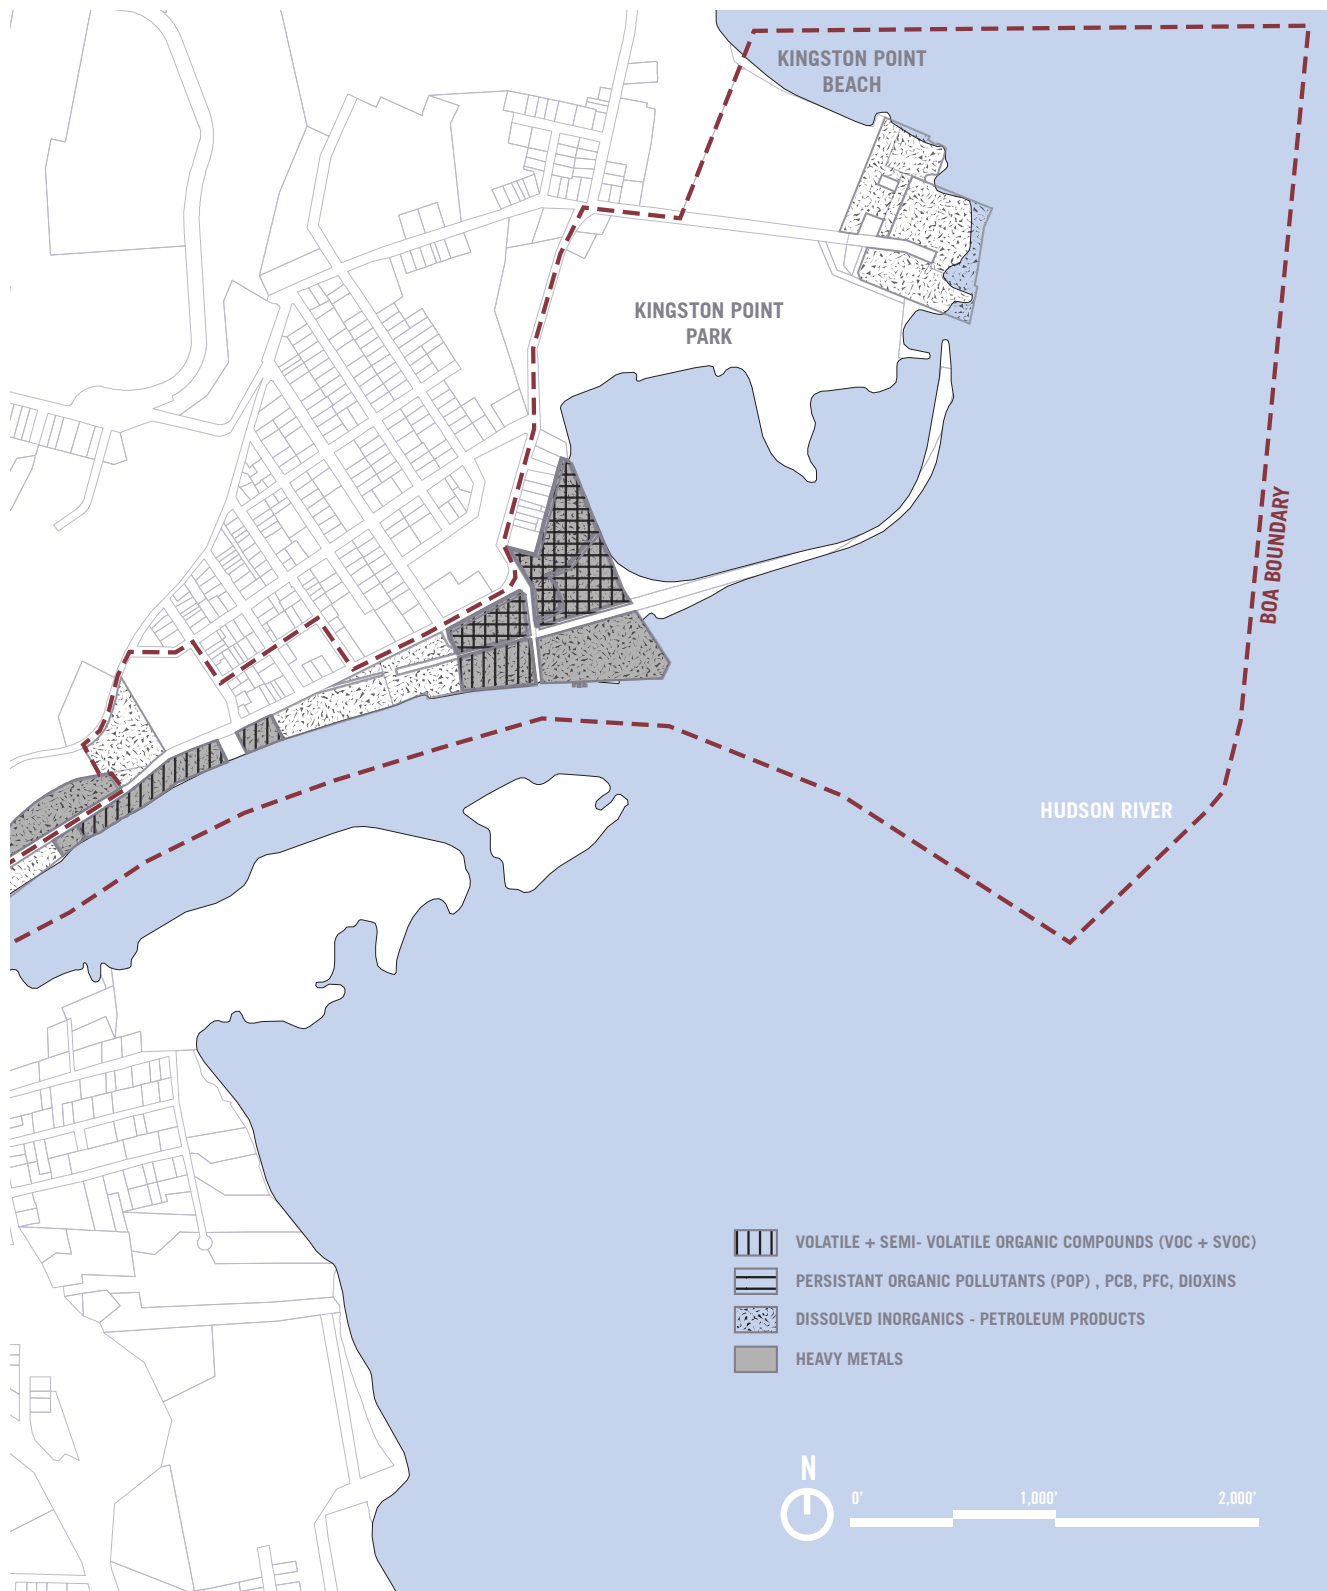 KINGSTON POINT
BEACH
KINGSTON POINT
PARK
BOA BOUNDARY
HUDSON RIVER
VOLATILE + SEMI- VOLATILE ORGANIC COMPOUNDS (VOC + SVOC)
PERSISTANT ORGANIC POLLUTANTS (POP) , PCB, PFC, DIOXINS
DISSOLVED INORGANICS - PETROLEUM PRODUCTS
HEAVY METALS
N
0' 1,000' 2,000'